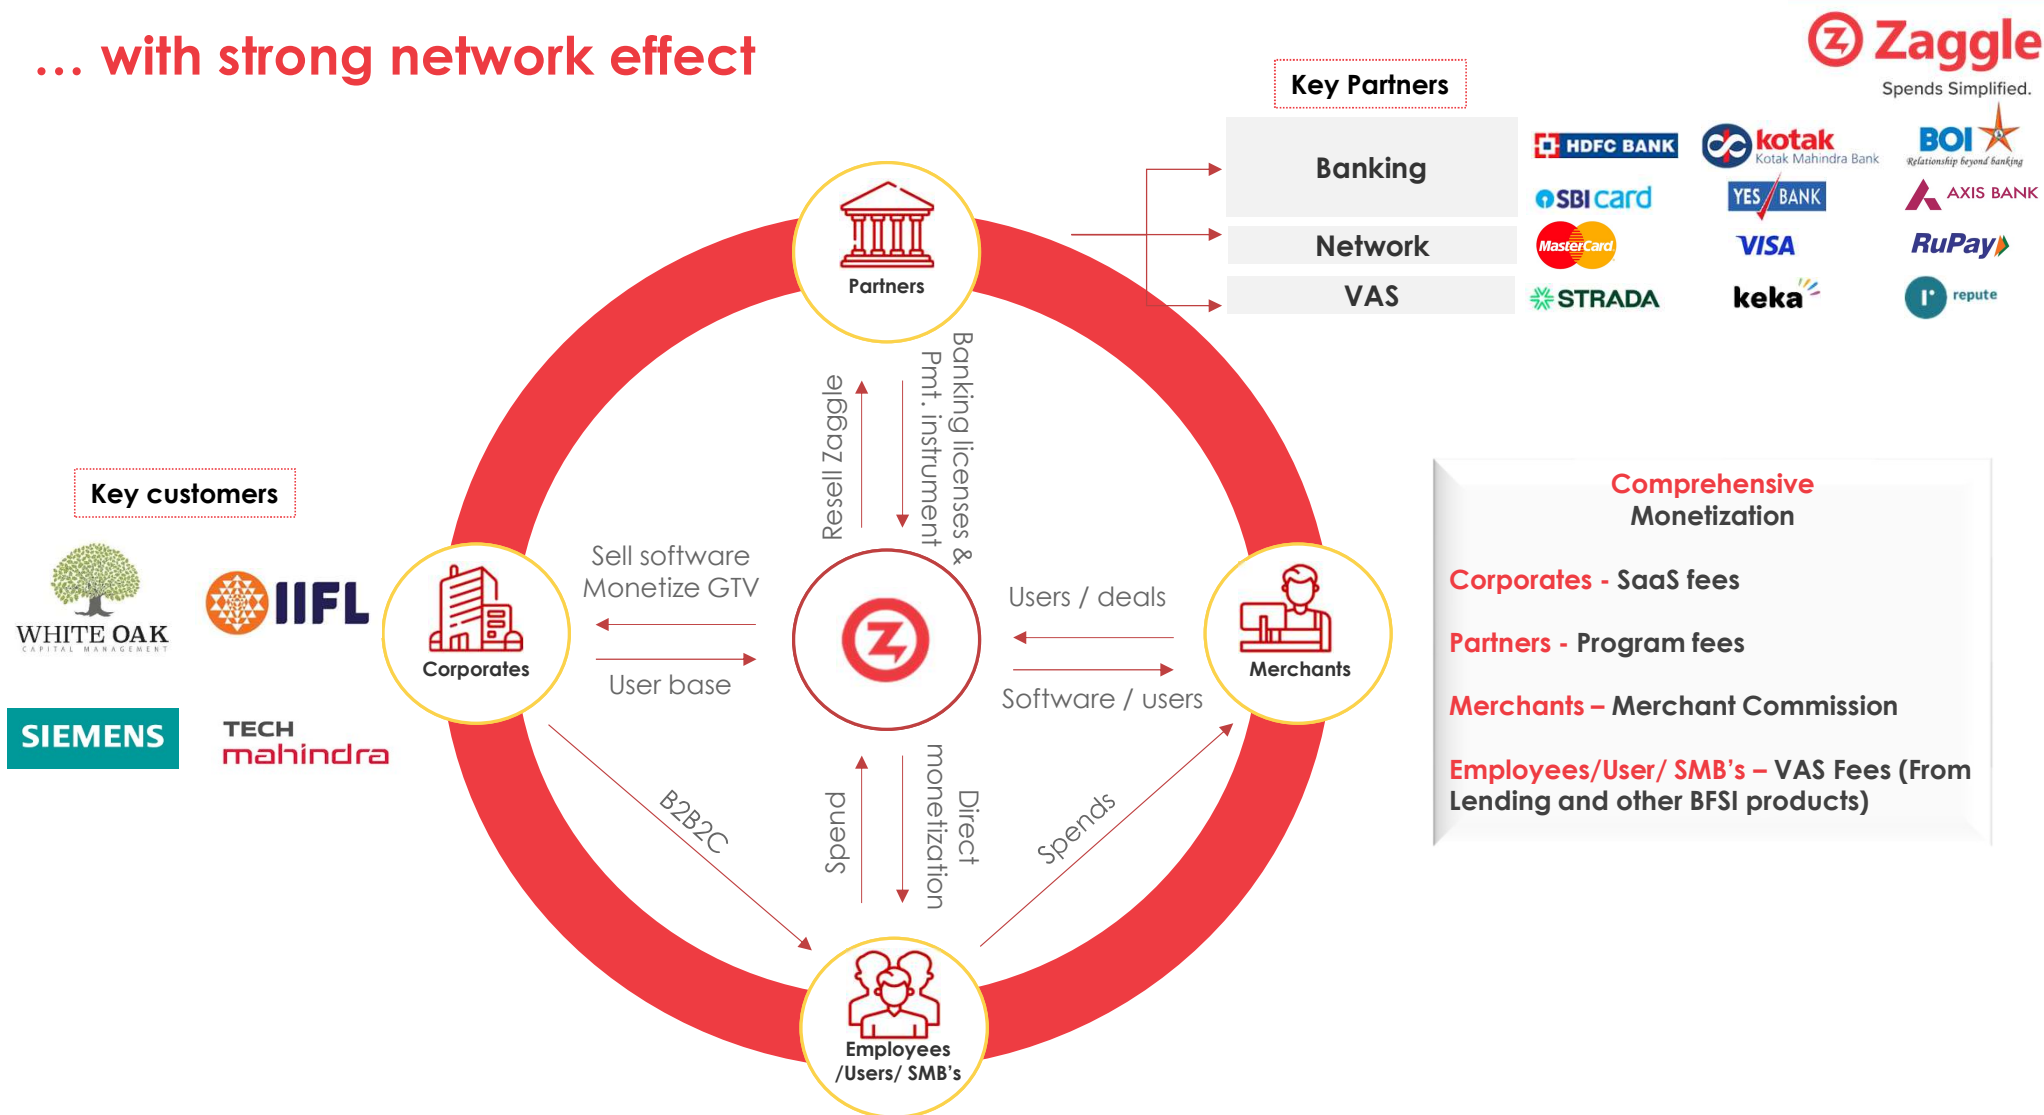 ... with strong network effect
Zaggle
Spends Simplified.
Key Partners
Banking
HDFC BANK
kotak
Kotak Mahindra Bank
BOI
Relationship beyond banking
SBI card
YES BANK
AXIS BANK
Network
MasterCard
VISA
RuPay
VAS
STRADA
keka
r
repute
Partners
Resell Zaggle
Banking licenses &
Pmt. instrument
Key customers
WHITE OAK
CAPITAL MANAGEMENT
IIFL
SIEMENS
TECH
mahindra
Corporates
Sell software
Monetize GTV
User base
Z
Users / deals
Software / users
Merchants
B2B2C
Spend
Direct
monetization
Spends
Employees
/Users/ SMB's
Comprehensive
Monetization
Corporates - SaaS fees
Partners - Program fees
Merchants – Merchant Commission
Employees/User/ SMB's – VAS Fees (From
Lending and other BFSI products)